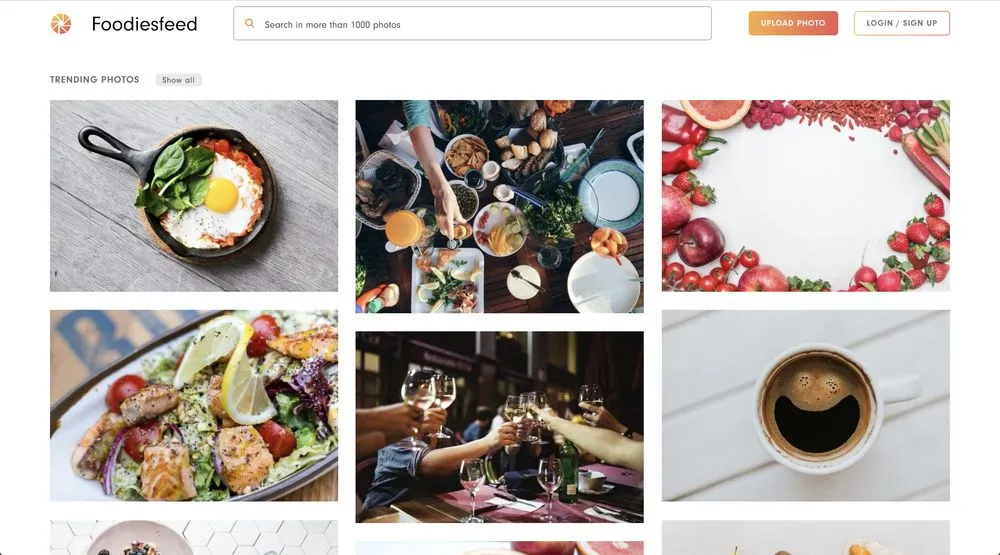 Foodiesfeed
Search in more than 1000 photos
UPLOAD PHOTO
LOGIN / SIGN UP
TRENDING PHOTOS
Show all